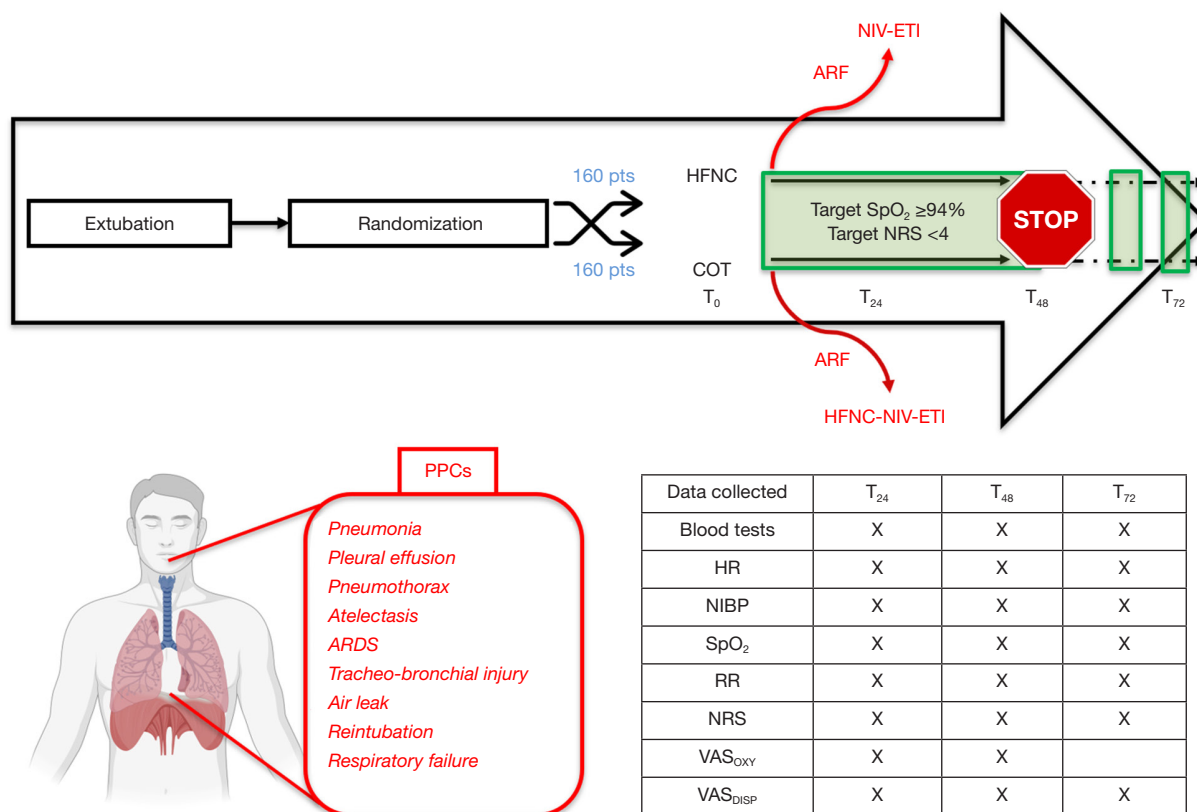 NIV-ETI
ARF
160 pts
HFNC
Extubation
Randomization
Target SpO₂ ≥94%
Target NRS <4
STOP
160 pts
COT
T₀
T₂₄
T₄₈
T₇₂
ARF
HFNC-NIV-ETI
PPCs
Pneumonia
Pleural effusion
Pneumothorax
Atelectasis
ARDS
Tracheo-bronchial injury
Air leak
Reintubation
Respiratory failure
Data collected T₂₄ T₄₈ T₇₂
Blood tests X X X
HR X X X
NIBP X X X
SpO₂ X X X
RR X X X
NRS X X X
VAS_OXY X X
VAS_DISP X X X